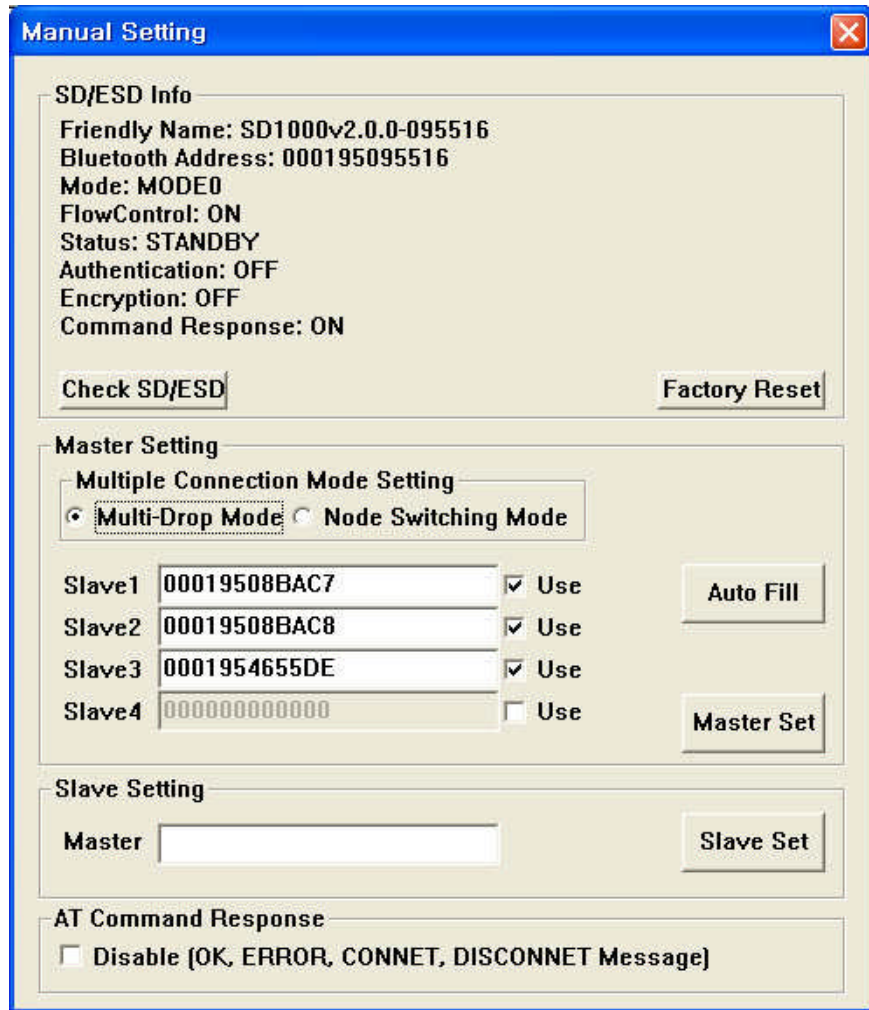 Manual Setting
SD/ESD Info
Friendly Name: SD1000v2.0.0-095516
Bluetooth Address: 000195095516
Mode: MODE0
FlowControl: ON
Status: STANDBY
Authentication: OFF
Encryption: OFF
Command Response: ON
Check SD/ESD Factory Reset
Master Setting
Multiple Connection Mode Setting
Multi-Drop Mode Node Switching Mode
Slave1 00019508BAC7 Use Auto Fill
Slave2 00019508BAC8 Use
Slave3 0001954655DE Use
Slave4 000000000000 Use Master Set
Slave Setting
Master Slave Set
AT Command Response
Disable (OK, ERROR, CONNET, DISCONNET Message)